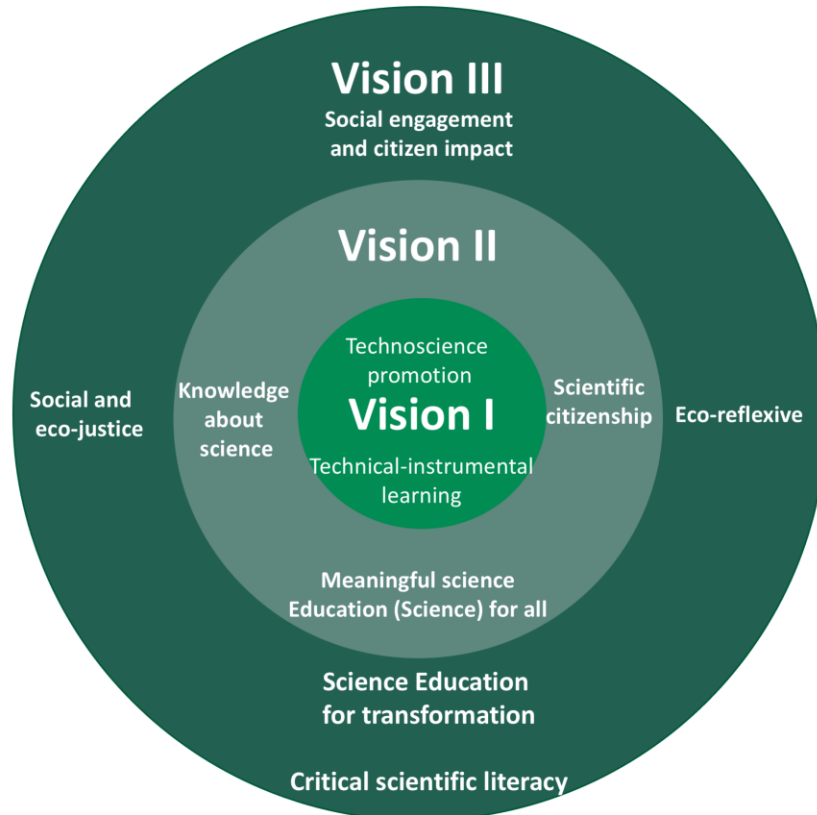 Vision III
Social engagement
and citizen impact
Vision II
Technoscience
promotion
Vision I
Technical-instrumental
learning
Social and
eco-justice
Knowledge
about
science
Scientific
citizenship
Eco-reflexive
Meaningful science
Education (Science) for all
Science Education
for transformation
Critical scientific literacy